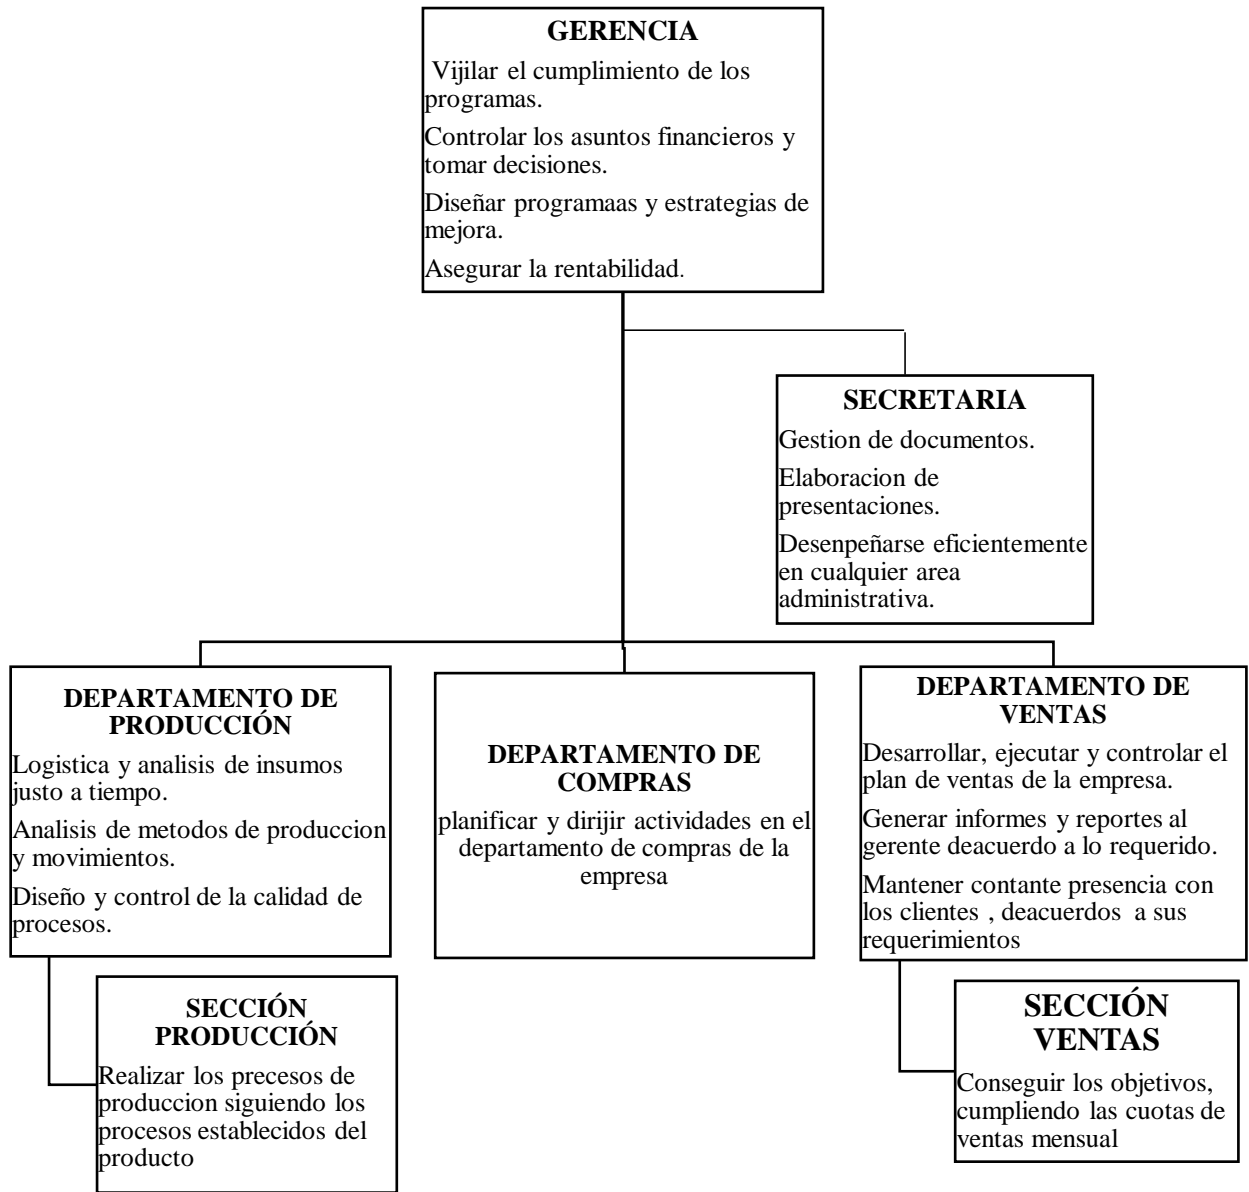 GERENCIA
Vijilar el cumplimiento de los
programas.
Controlar los asuntos financieros y
tomar decisiones.
Diseñar programaas y estrategias de
mejora.
Asegurar la rentabilidad.
SECRETARIA
Gestion de documentos.
Elaboracion de
presentaciones.
Desenpeñarse eficientemente
en cualquier area
administrativa.
DEPARTAMENTO DE
PRODUCCIÓN
Logistica y analisis de insumos
justo a tiempo.
Analisis de metodos de produccion
y movimientos.
Diseño y control de la calidad de
procesos.
DEPARTAMENTO DE
COMPRAS
planificar y dirijir actividades en el
departamento de compras de la
empresa
DEPARTAMENTO DE
VENTAS
Desarrollar, ejecutar y controlar el
plan de ventas de la empresa.
Generar informes y reportes al
gerente deacuerdo a lo requerido.
Mantener contante presencia con
los clientes , deacuerdos a sus
requerimientos
SECCIÓN
PRODUCCIÓN
Realizar los precesos de
produccion siguiendo los
procesos establecidos del
producto
SECCIÓN
VENTAS
Conseguir los objetivos,
cumpliendo las cuotas de
ventas mensual